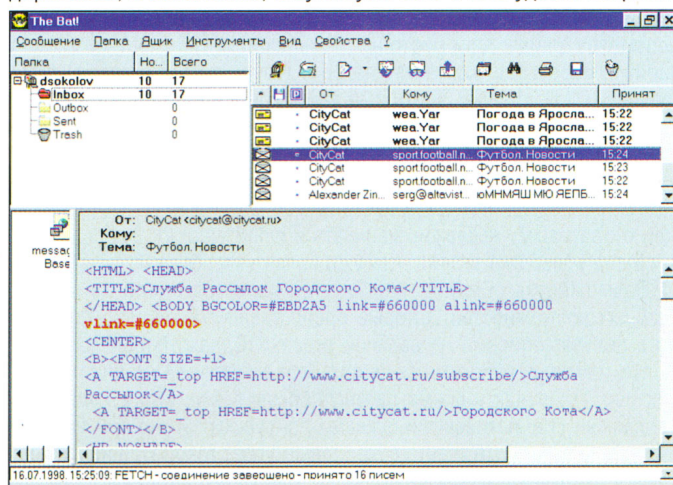 The Bat!
Сообщение Папка Ящик Инструменты Вид Свойства ?
Папка Но... Всего
dsokolov 10 17
Inbox 10 17
Outbox 0
Sent 0
Trash 0
От Кому Тема Принят
CityCat wea.Yar Погода в Яросла... 15:22
CityCat wea.Yar Погода в Яросла... 15:22
CityCat wea.Yar Погода в Яросла... 15:22
CityCat sport.football.n... Футбол. Новости 15:24
CityCat sport.football.n... Футбол. Новости 15:23
CityCat sport.football.n... Футбол. Новости 15:22
Alexander Zin... serg@altavist... юМНМЯШ МЮ ЯЕПБ... 15:24
messag
Base
От: CityCat <citycat@citycat.ru>
Кому:
Тема: Футбол. Новости
<HTML> <HEAD>
<TITLE>Служба Рассылок Городского Кота</TITLE>
</HEAD> <BODY BGCOLOR=#EBD2A5 link=#660000 alink=#660000
vlink=#660000>
<CENTER>
<B><FONT SIZE=+1>
<A TARGET=_top HREF=http://www.citycat.ru/subscribe/>Служба
Рассылок</A>
<A TARGET=_top HREF=http://www.citycat.ru/>Городского Кота</A>
</FONT></B>
<HR NOSHADE>
16.07.1998, 15:25:09: FETCH - соединение завершено - принято 16 писем